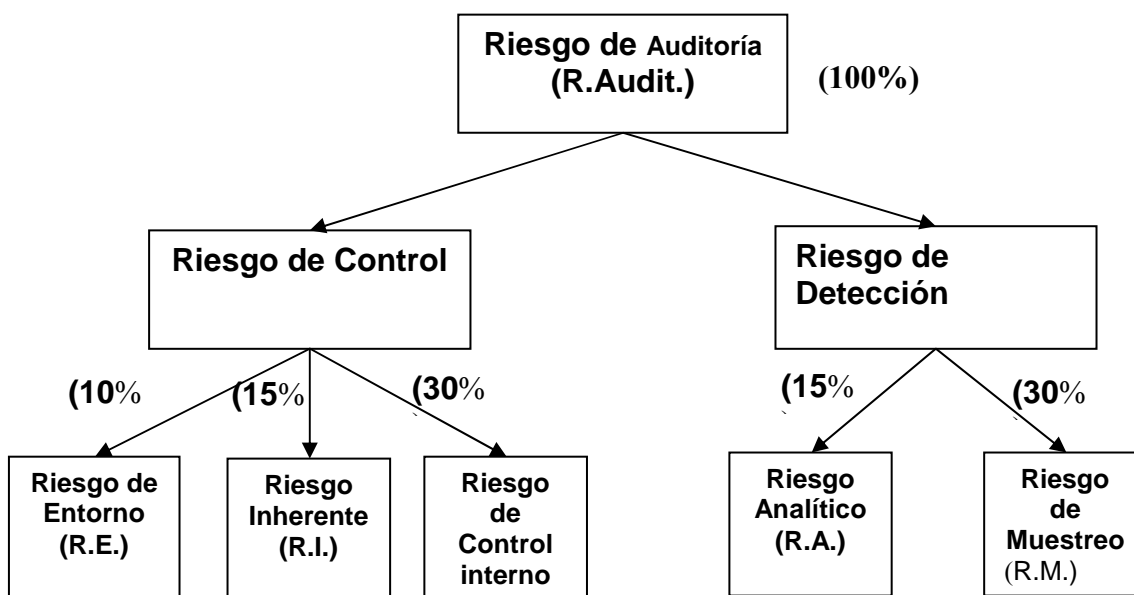 Riesgo de Auditoría
(R.Audit.)
(100%)
Riesgo de Control
Riesgo de
Detección
(10%
(15%
(30%
(15%
(30%
Riesgo de
Entorno
(R.E.)
Riesgo
Inherente
(R.I.)
Riesgo
de
Control
interno
Riesgo
Analítico
(R.A.)
Riesgo
de
Muestreo
(R.M.)